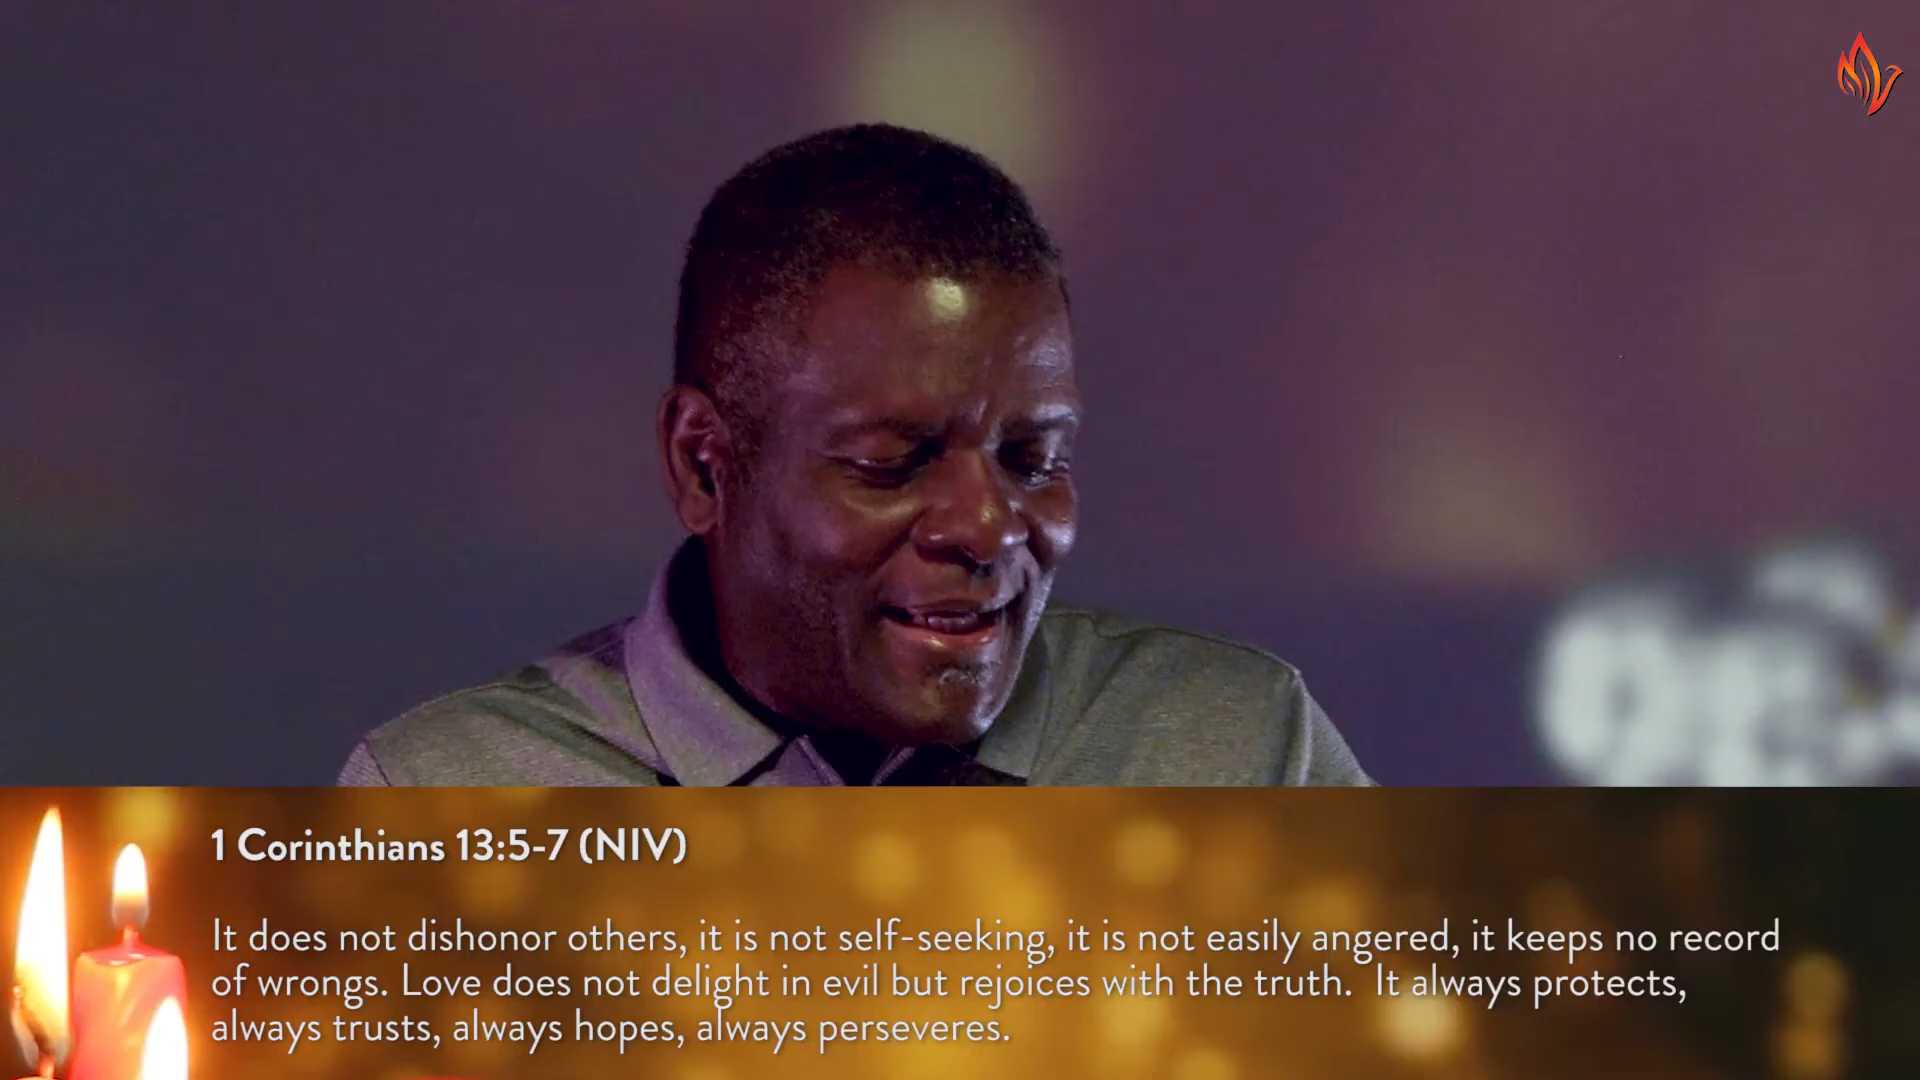 1 Corinthians 13:5-7 (NIV)
It does not dishonor others, it is not self-seeking, it is not easily angered, it keeps no record
of wrongs. Love does not delight in evil but rejoices with the truth.  It always protects,
always trusts, always hopes, always perseveres.